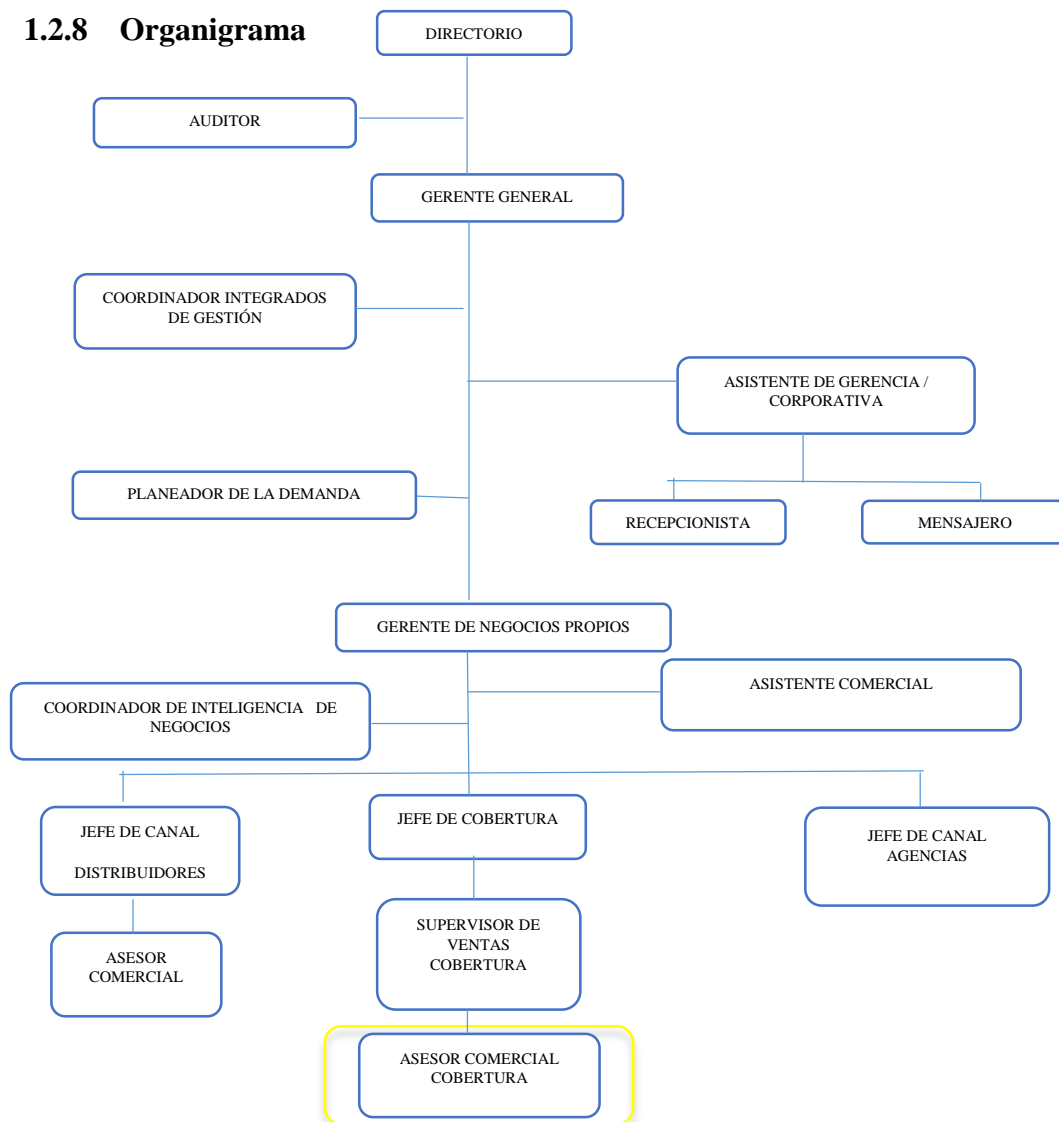 1.2.8 Organigrama
DIRECTORIO
AUDITOR
GERENTE GENERAL
COORDINADOR INTEGRADOS
DE GESTIÓN
ASISTENTE DE GERENCIA /
CORPORATIVA
PLANEADOR DE LA DEMANDA
RECEPCIONISTA
MENSAJERO
GERENTE DE NEGOCIOS PROPIOS
ASISTENTE COMERCIAL
COORDINADOR DE INTELIGENCIA DE
NEGOCIOS
JEFE DE CANAL
DISTRIBUIDORES
JEFE DE COBERTURA
JEFE DE CANAL
AGENCIAS
ASESOR
COMERCIAL
SUPERVISOR DE
VENTAS
COBERTURA
ASESOR COMERCIAL
COBERTURA